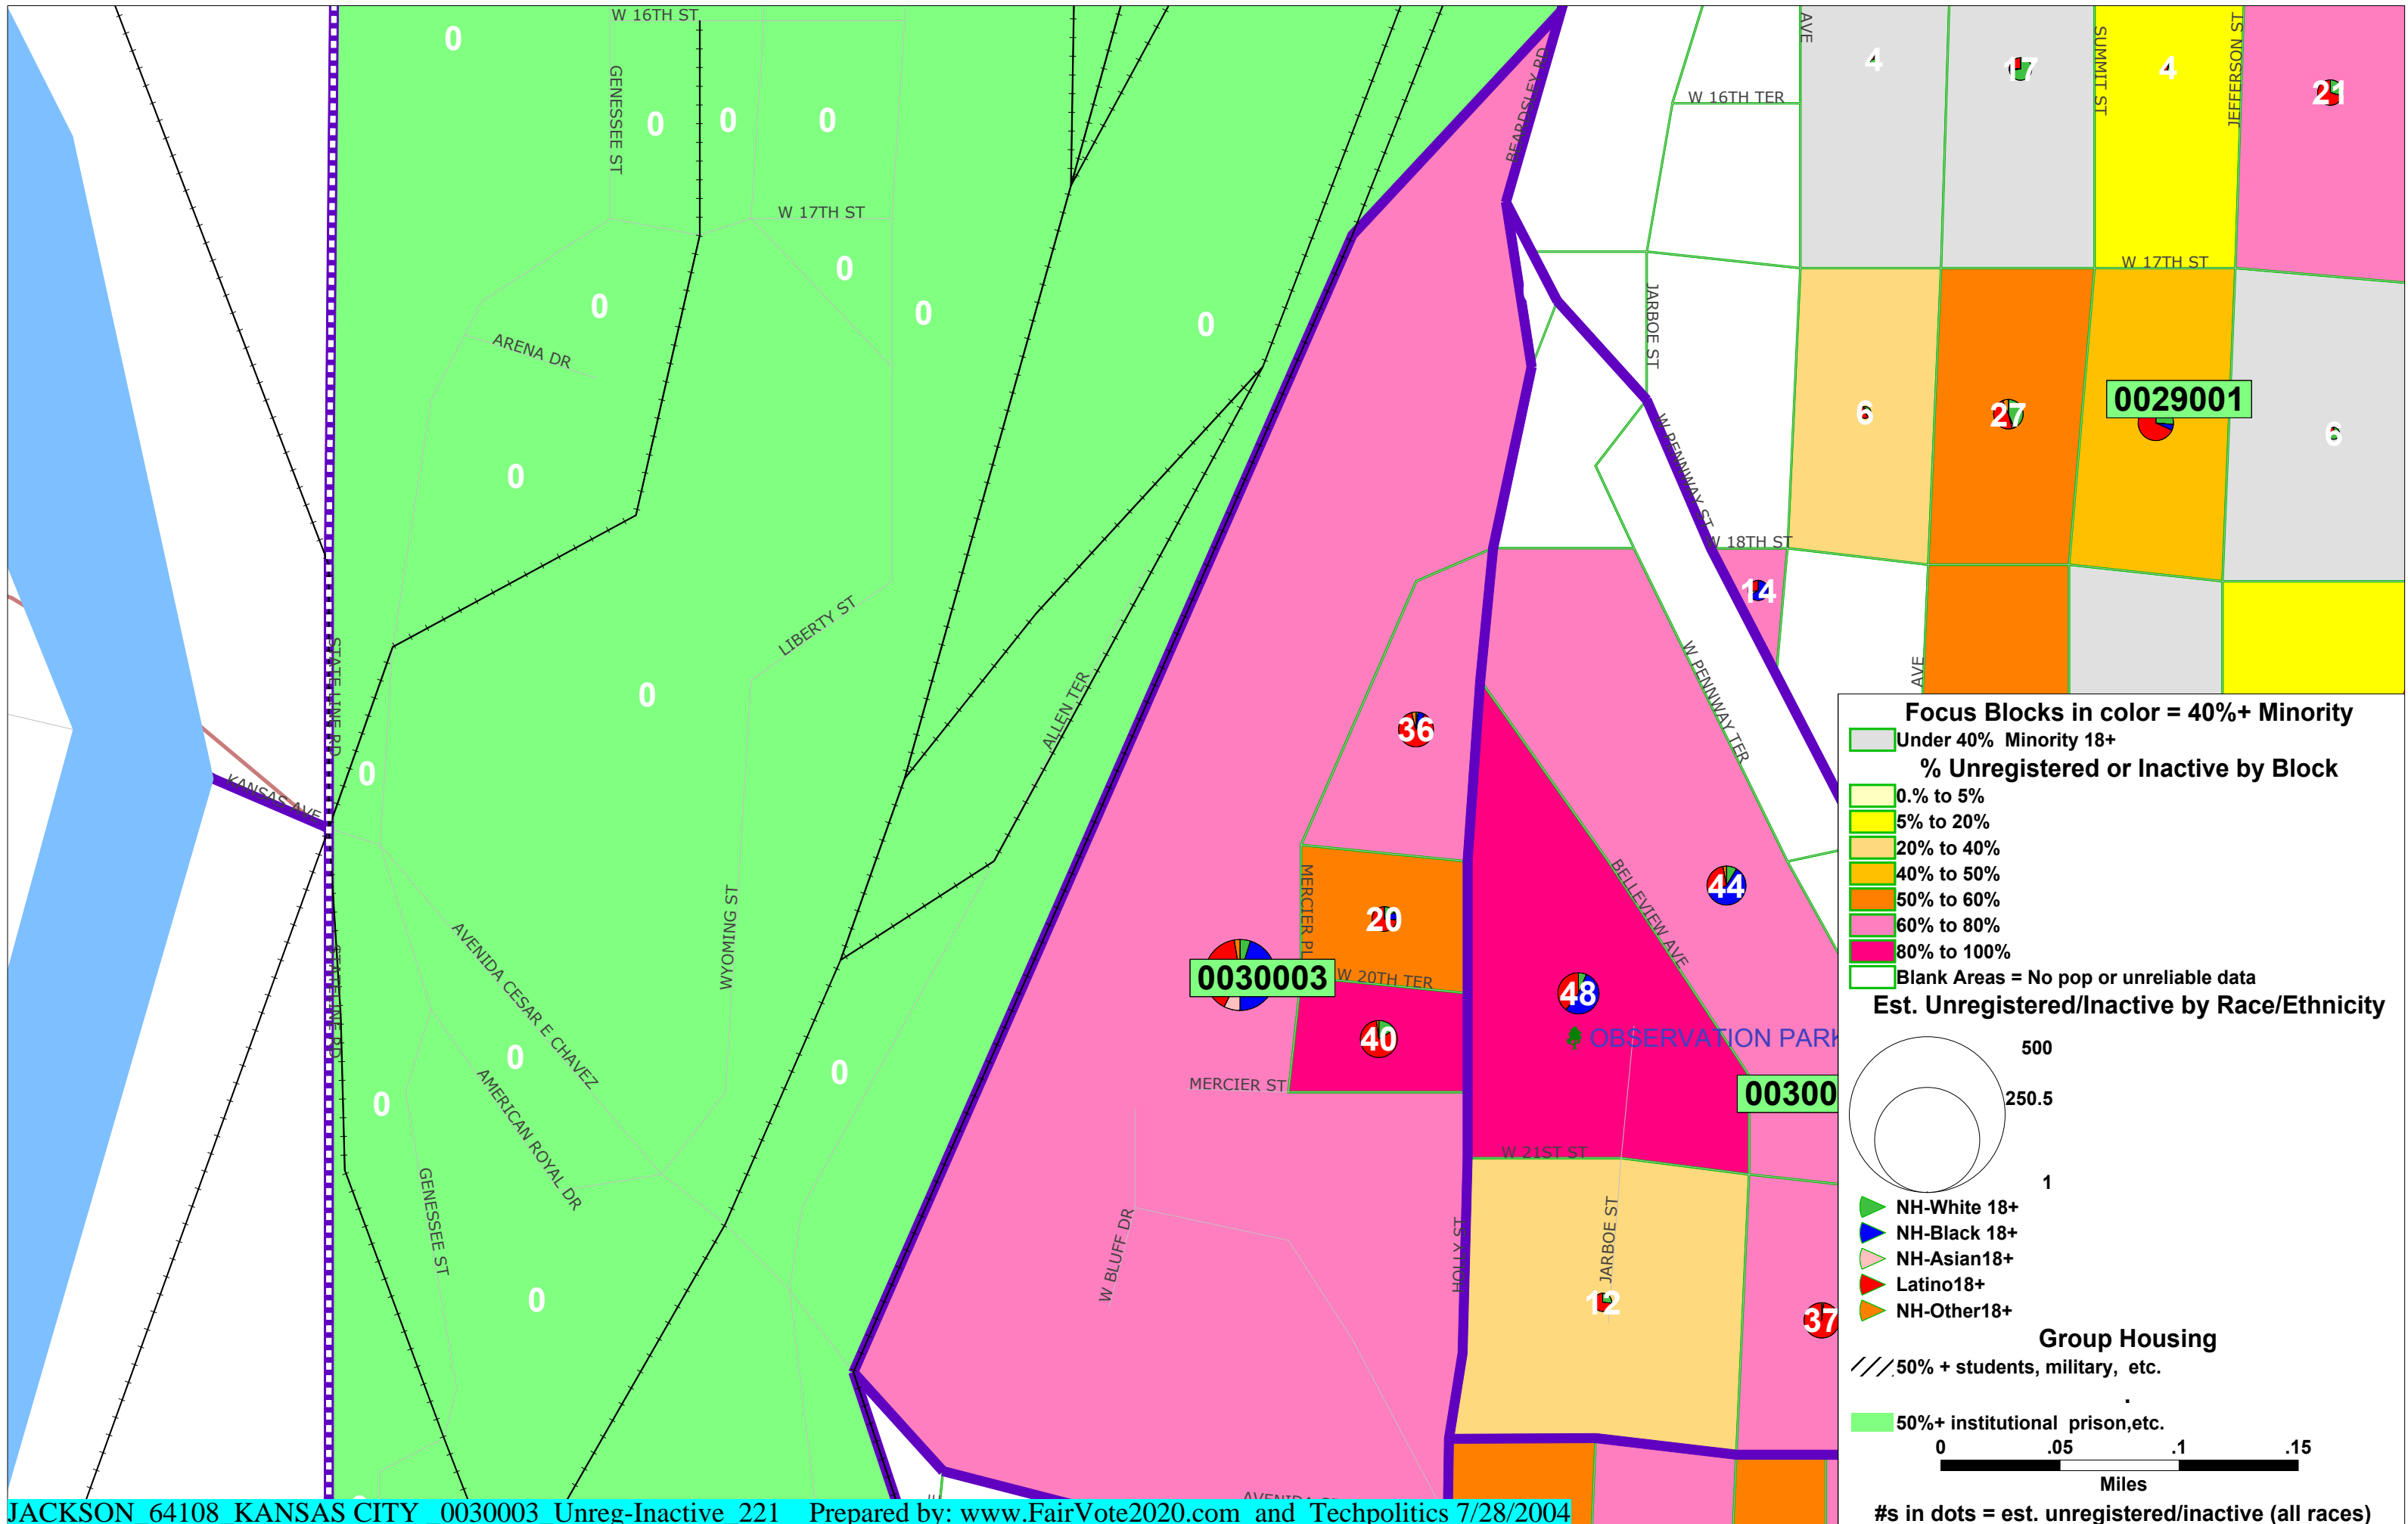 W 16TH ST
0
GENESSEE ST
0
0
0
W 17TH ST
0
0
0
0
ARENA DR
0
LIBERTY ST
0
0
STATE LINE RD
KANSAS AVE
ALLEN TER
WYOMING ST
AVENIDA CESAR E CHAVEZ
AMERICAN ROYAL DR
STATE LINE RD
0
0
0
GENESSEE ST
0
BEARDSLEY RD
AVE
W 16TH TER
4
17
SUMMIT ST
4
JEFFERSON ST
21
W 17TH ST
JARBOE ST
W PENNWAY ST
6
27
0029001
6
W 18TH ST
14
AVE
W PENNWAY TER
36
MERCIER PL
20
BELLEVIEW AVE
44
0030003
W 20TH TER
48
40
OBSERVATION PARK
MERCIER ST
00300
W 21ST ST
W BLUFF DR
HOLLY ST
JARBOE ST
12
37
Focus Blocks in color = 40%+ Minority
Under 40% Minority 18+
% Unregistered or Inactive by Block
0.% to 5%
5% to 20%
20% to 40%
40% to 50%
50% to 60%
60% to 80%
80% to 100%
Blank Areas = No pop or unreliable data
Est. Unregistered/Inactive by Race/Ethnicity
500
250.5
1
NH-White 18+
NH-Black 18+
NH-Asian18+
Latino18+
NH-Other18+
Group Housing
50% + students, military, etc.
.
50%+ institutional prison,etc.
0 .05 .1 .15
Miles
#s in dots = est. unregistered/inactive (all races)
JACKSON 64108 KANSAS CITY 0030003 Unreg-Inactive 221 Prepared by: www.FairVote2020.com and Techpolitics 7/28/2004